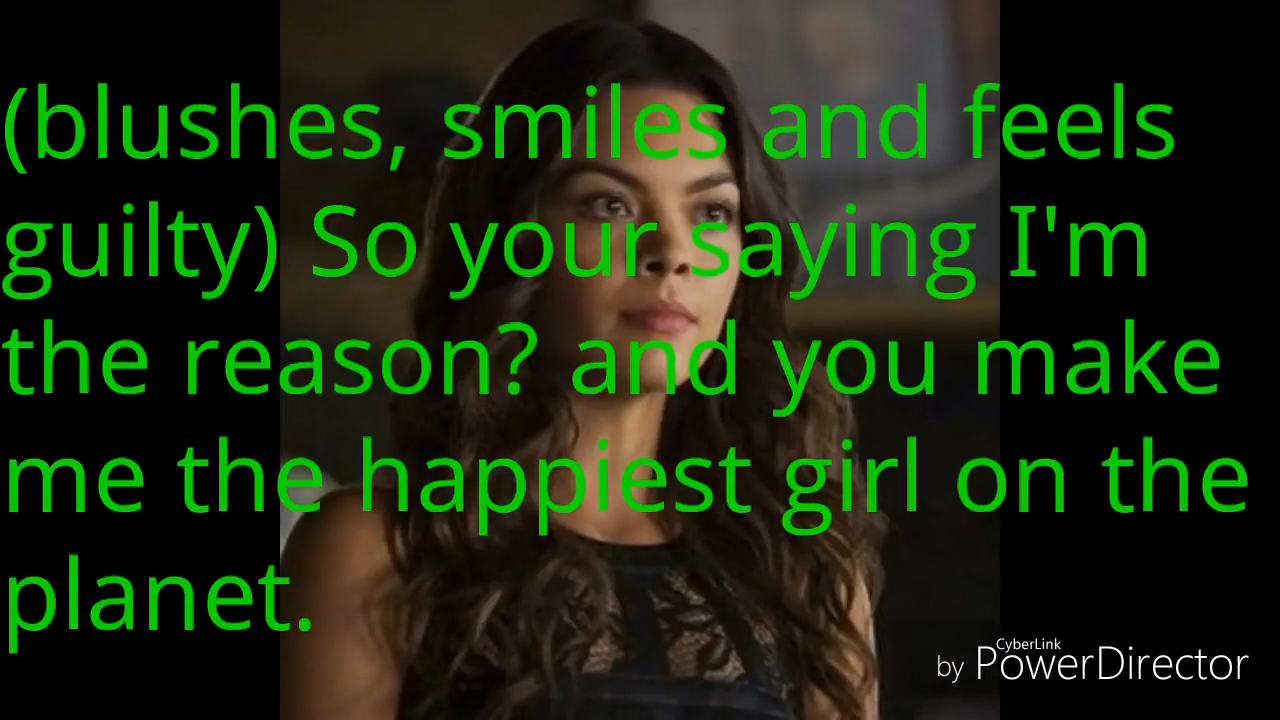 (blushes, smiles and feels
guilty) So your saying I'm
the reason? and you make
me the happiest girl on the
planet.
CyberLink
by PowerDirector